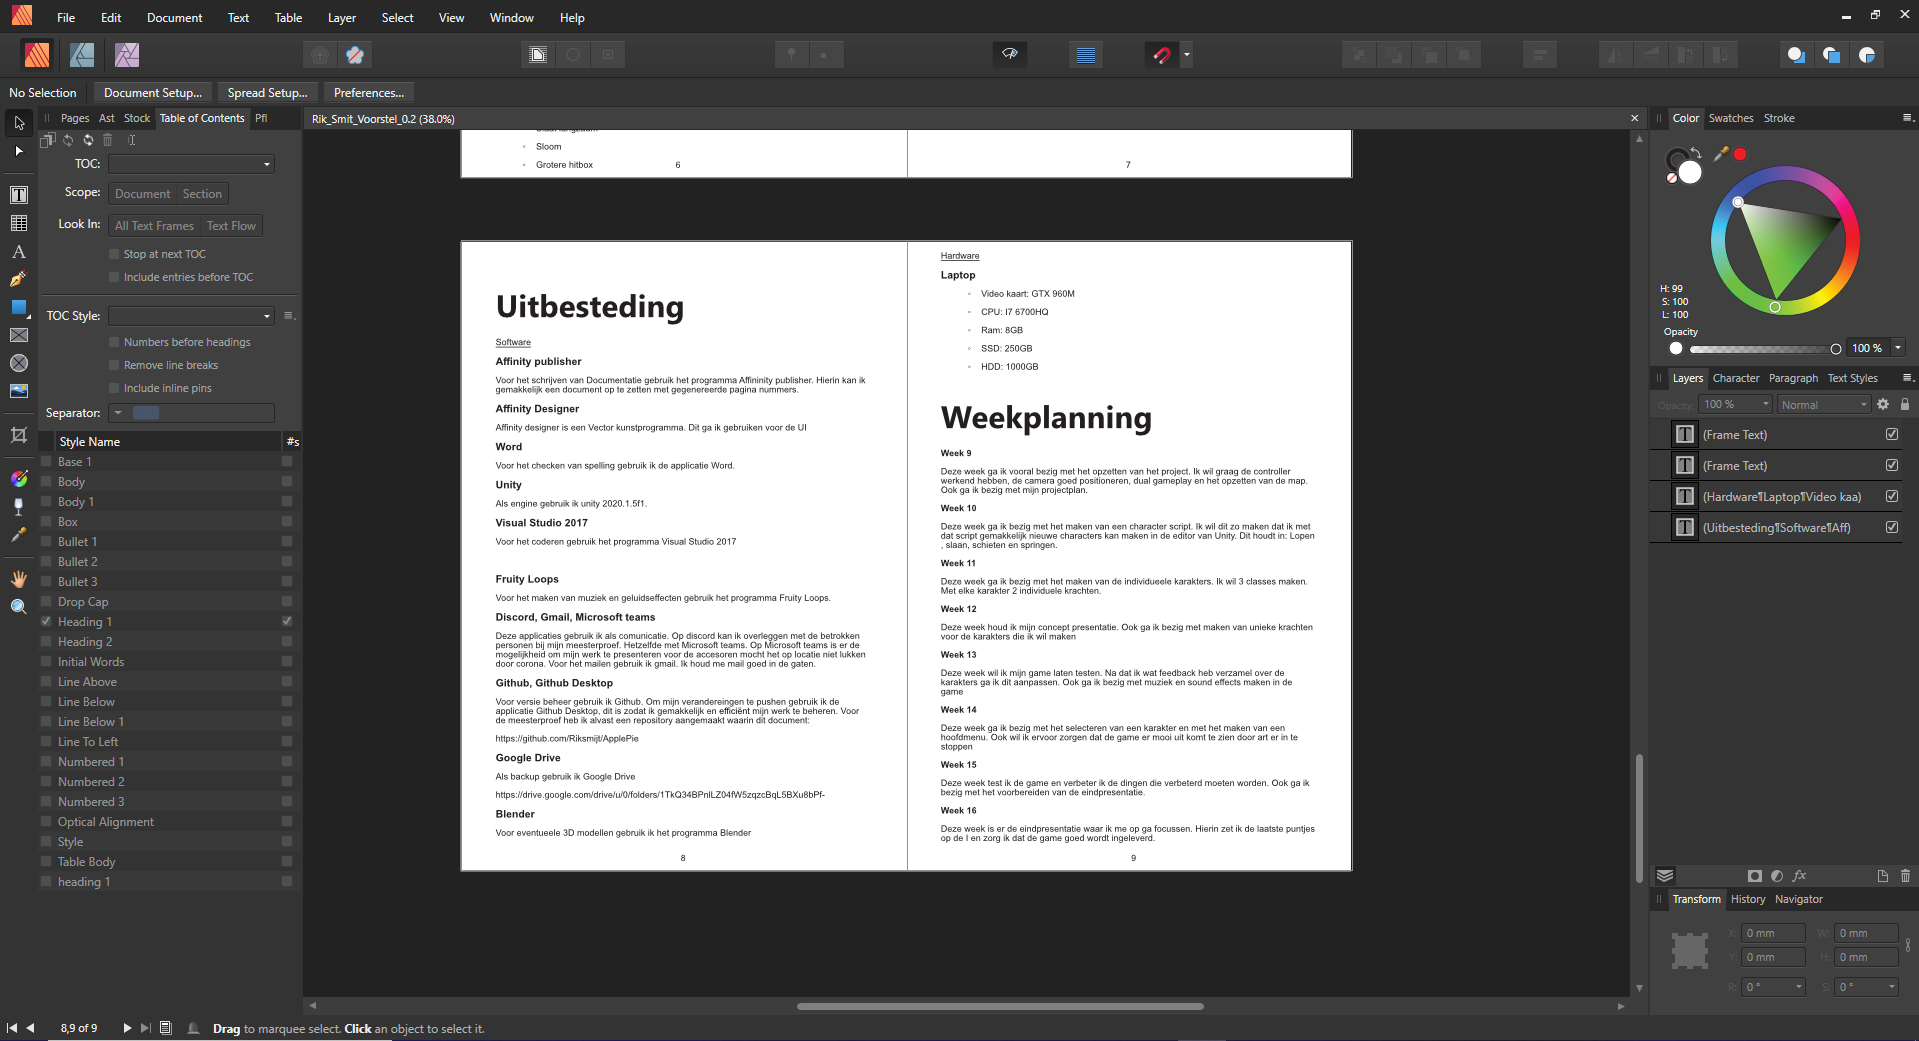 File Edit Document Text Table Layer Select View Window Help
No Selection Document Setup... Spread Setup... Preferences...
Pages Ast Stock Table of Contents Pfl
TOC:
Scope: Document Section
Look In: All Text Frames Text Flow
Stop at next TOC
Include entries before TOC
TOC Style:
Numbers before headings
Remove line breaks
Include inline pins
Separator:
Style Name #s
Base 1
Body
Body 1
Box
Bullet 1
Bullet 2
Bullet 3
Drop Cap
Heading 1
Heading 2
Initial Words
Line Above
Line Below
Line Below 1
Line To Left
Numbered 1
Numbered 2
Numbered 3
Optical Alignment
Style
Table Body
heading 1
Rik_Smit_Voorstel_0.2 (38.0%)
Sloom
Grotere hitbox
6
7
Uitbesteding
Software
Affinity publisher
Voor het schrijven van Documentatie gebruik het programma Affininity publisher. Hierin kan ik
gemakkelijk een document op te zetten met gegenereerde pagina nummers.
Affinity Designer
Affinity designer is een Vector kunstprogramma. Dit ga ik gebruiken voor de UI
Word
Voor het checken van spelling gebruik ik de applicatie Word.
Unity
Als engine gebruik ik unity 2020.1.5f1.
Visual Studio 2017
Voor het coderen gebruik het programma Visual Studio 2017
Fruity Loops
Voor het maken van muziek en geluidseffecten gebruik het programma Fruity Loops.
Discord, Gmail, Microsoft teams
Deze applicaties gebruik ik als comunicatie. Op discord kan ik overleggen met de betrokken
personen bij mijn meesterproef. Hetzelfde met Microsoft teams. Op Microsoft teams is er de
mogelijkheid om mijn werk te presenteren voor de accesoren mocht het op locatie niet lukken
door corona. Voor het mailen gebruik ik gmail. Ik houd me mail goed in de gaten.
Github, Github Desktop
Voor versie beheer gebruik ik Github. Om mijn verandereingen te pushen gebruik ik de
applicatie Github Desktop, dit is zodat ik gemakkelijk en efficiënt mijn werk te beheren. Voor
de meesterproef heb ik alvast een repository aangemaakt waarin dit document:
https://github.com/Riksmijt/ApplePie
Google Drive
Als backup gebruik ik Google Drive
https://drive.google.com/drive/u/0/folders/1TkQ34BPnlLZ04fW5zqzcBqL5BXu8bPf-
Blender
Voor eventueele 3D modellen gebruik ik het programma Blender
8
Hardware
Laptop
Video kaart: GTX 960M
CPU: I7 6700HQ
Ram: 8GB
SSD: 250GB
HDD: 1000GB
Weekplanning
Week 9
Deze week ga ik vooral bezig met het opzetten van het project. Ik wil graag de controller
werkend hebben, de camera goed positioneren, dual gameplay en het opzetten van de map.
Ook ga ik bezig met mijn projectplan.
Week 10
Deze week ga ik bezig met het maken van een character script. Ik wil dit zo maken dat ik met
dat script gemakkelijk nieuwe characters kan maken in de editor van Unity. Dit houdt in: Lopen
, slaan, schieten en springen.
Week 11
Deze week ga ik bezig met het maken van de individueele karakters. Ik wil 3 classes maken.
Met elke karakter 2 individuele krachten.
Week 12
Deze week houd ik mijn concept presentatie. Ook ga ik bezig met maken van unieke krachten
voor de karakters die ik wil maken
Week 13
Deze week wil ik mijn game laten testen. Na dat ik wat feedback heb verzamel over de
karakters ga ik dit aanpassen. Ook ga ik bezig met muziek en sound effects maken in de
game
Week 14
Deze week ga ik bezig met het selecteren van een karakter en met het maken van een
hoofdmenu. Ook wil ik ervoor zorgen dat de game er mooi uit komt te zien door art er in te
stoppen
Week 15
Deze week test ik de game en verbeter ik de dingen die verbeterd moeten worden. Ook ga ik
bezig met het voorbereiden van de eindpresentatie.
Week 16
Deze week is er de eindpresentatie waar ik me op ga focussen. Hierin zet ik de laatste puntjes
op de I en zorg ik dat de game goed wordt ingeleverd.
9
Color Swatches Stroke
H: 99
S: 100
L: 100
Opacity
100 %
Layers Character Paragraph Text Styles
Opacity: 100 % Normal
(Frame Text)
(Frame Text)
(Hardware¶Laptop¶Video kaa)
(Uitbesteding¶Software¶Aff)
fx
Transform History Navigator
X: 0 mm W: 0 mm
Y: 0 mm H: 0 mm
R: 0 ° S: 0 °
8,9 of 9 Drag to marquee select. Click an object to select it.